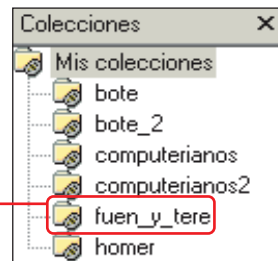 Colecciones
Mis colecciones
bote
bote_2
computerianos
computerianos2
fuen_y_tere
homer